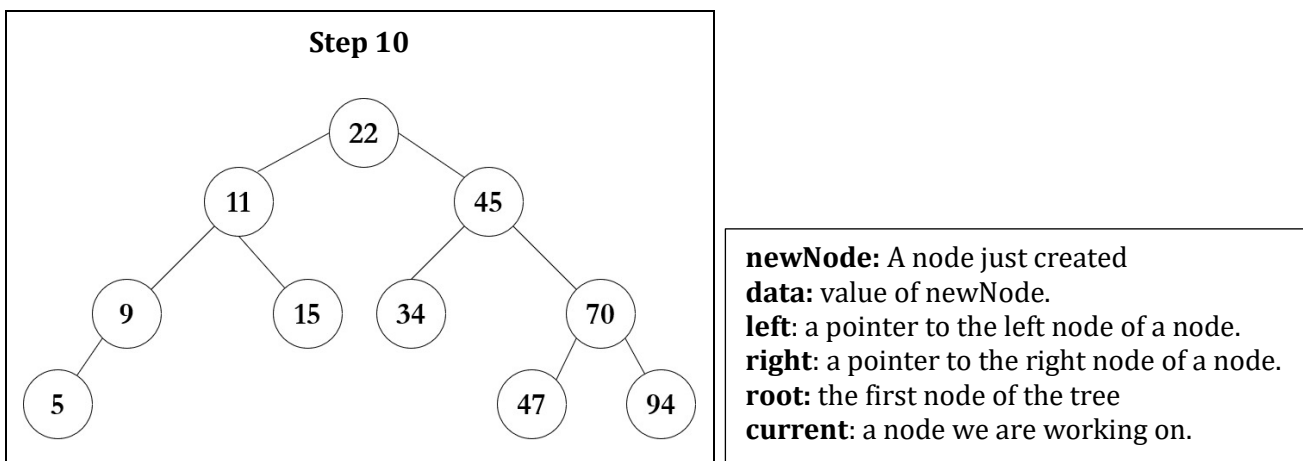 Step 10
22
11
45
9
15
34
70
5
47
94
newNode: A node just created
data: value of newNode.
left: a pointer to the left node of a node.
right: a pointer to the right node of a node.
root: the first node of the tree
current: a node we are working on.